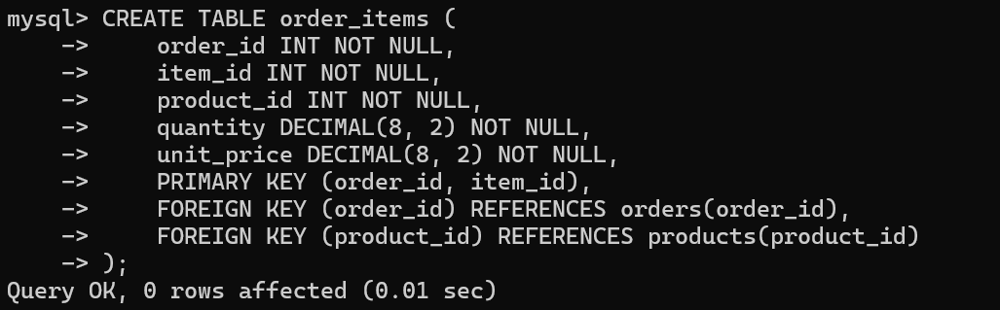 mysql> CREATE TABLE order_items (
    ->     order_id INT NOT NULL,
    ->     item_id INT NOT NULL,
    ->     product_id INT NOT NULL,
    ->     quantity DECIMAL(8, 2) NOT NULL,
    ->     unit_price DECIMAL(8, 2) NOT NULL,
    ->     PRIMARY KEY (order_id, item_id),
    ->     FOREIGN KEY (order_id) REFERENCES orders(order_id),
    ->     FOREIGN KEY (product_id) REFERENCES products(product_id)
    -> );
Query OK, 0 rows affected (0.01 sec)